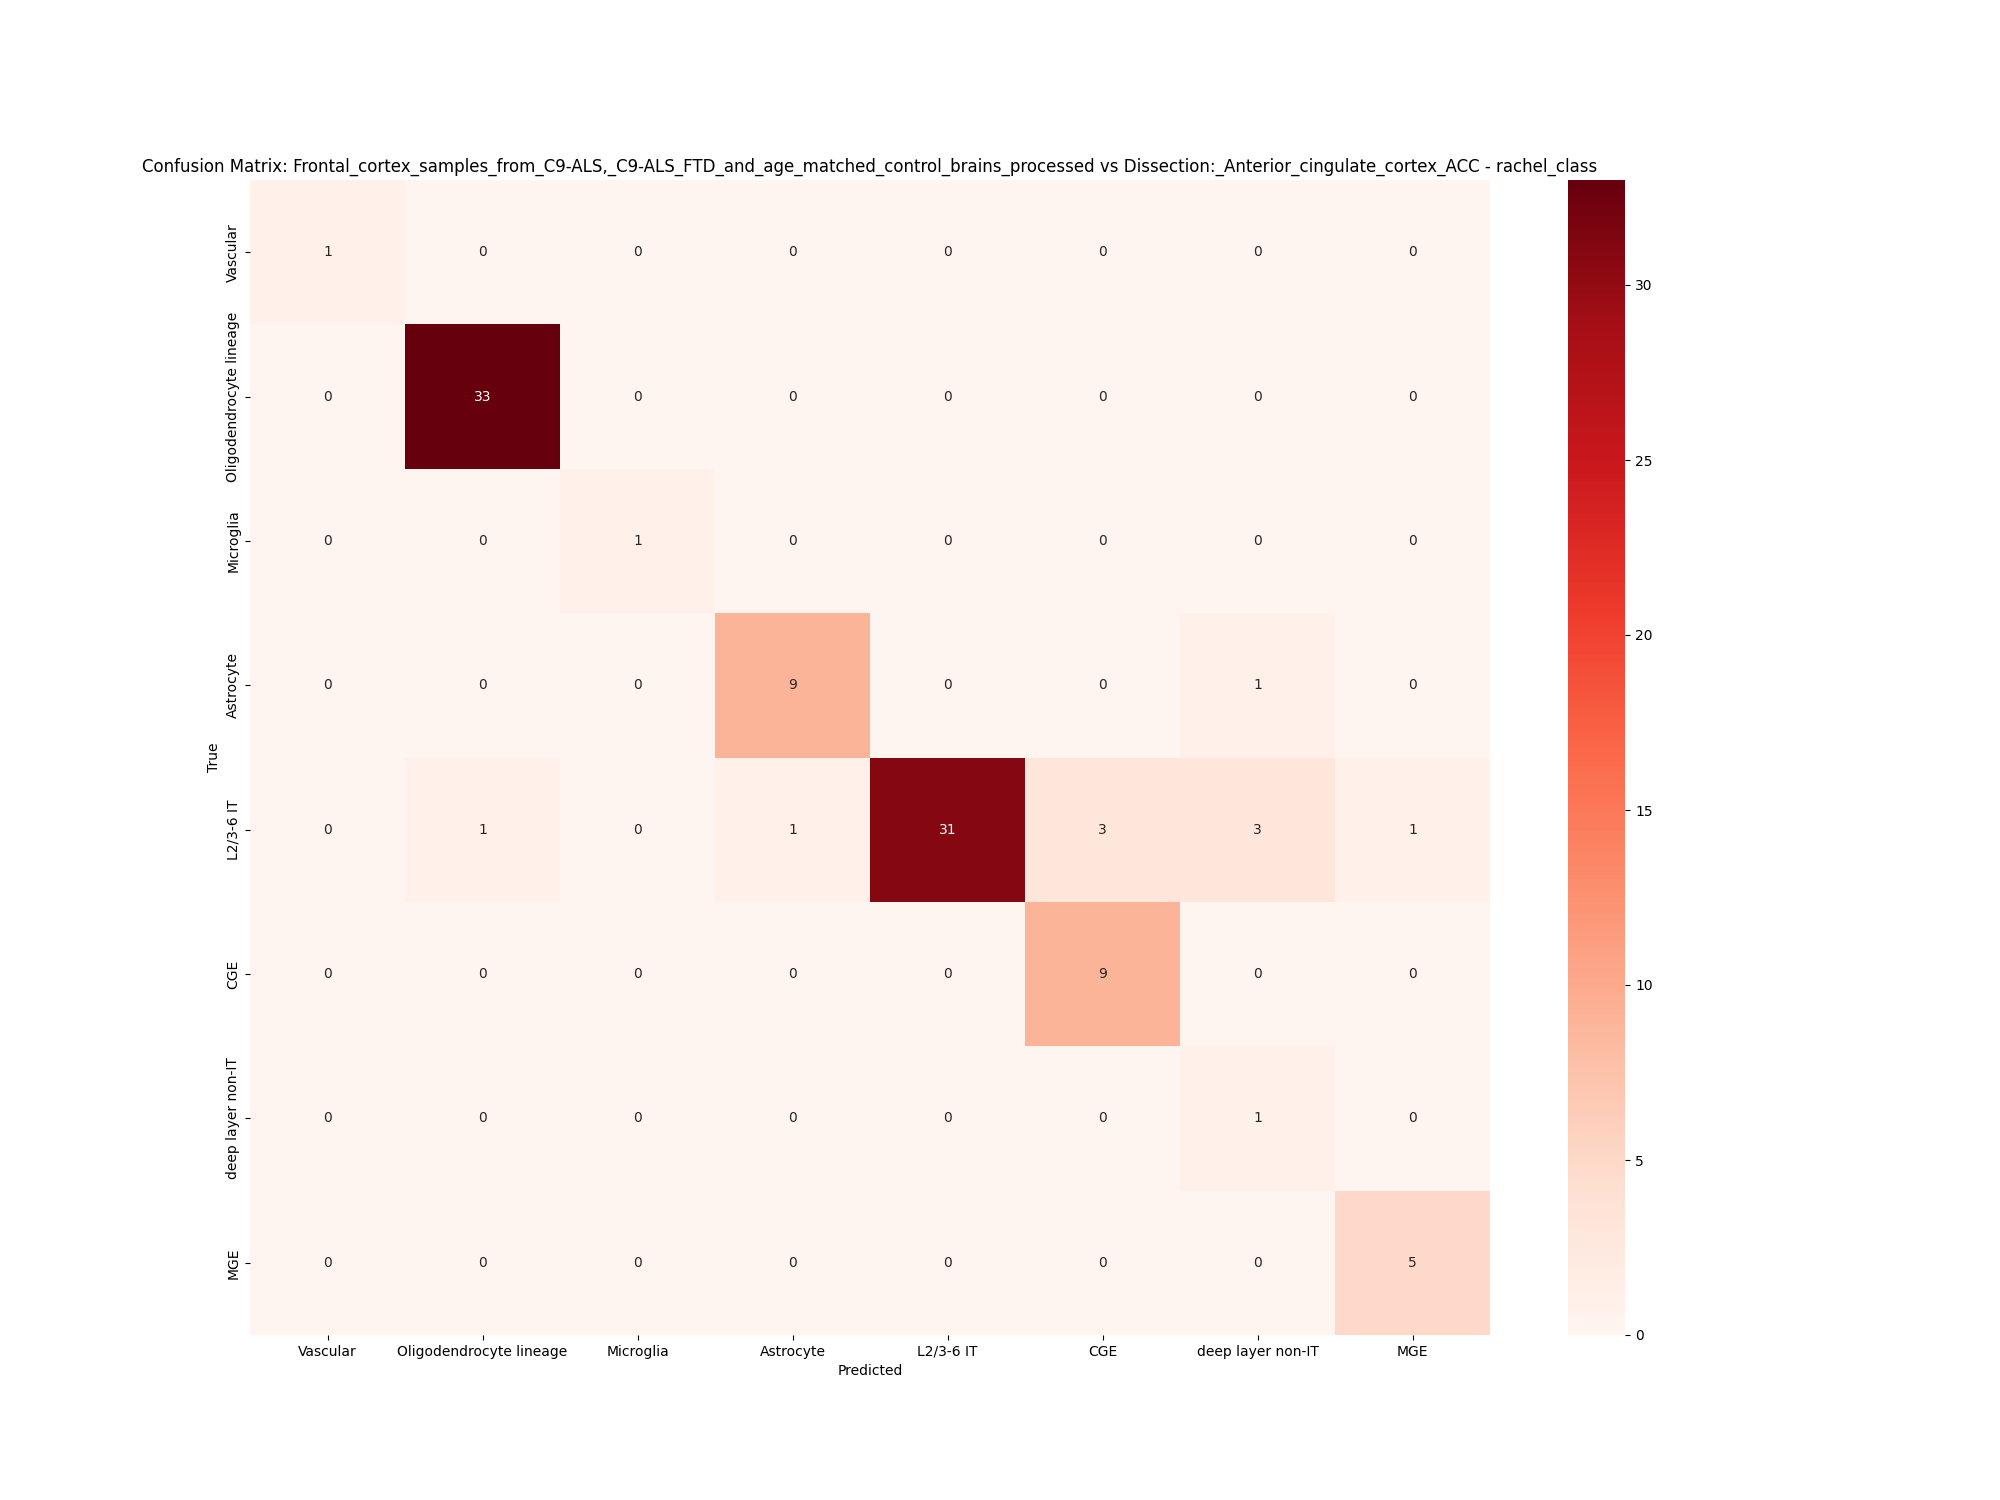 Confusion Matrix: Frontal_cortex_samples_from_C9-ALS,_C9-ALS_FTD_and_age_matched_control_brains_processed vs Dissection:_Anterior_cingulate_cortex_ACC - rachel_class
Vascular 1 0 0 0 0 0 0 0
Oligodendrocyte lineage 0 33 0 0 0 0 0 0
Microglia 0 0 1 0 0 0 0 0
Astrocyte 0 0 0 9 0 0 1 0
L2/3-6 IT 0 1 0 1 31 3 3 1
CGE 0 0 0 0 0 9 0 0
deep layer non-IT 0 0 0 0 0 0 1 0
MGE 0 0 0 0 0 0 0 5
True
Vascular Oligodendrocyte lineage Microglia Astrocyte L2/3-6 IT CGE deep layer non-IT MGE
Predicted
30
25
20
15
10
5
0